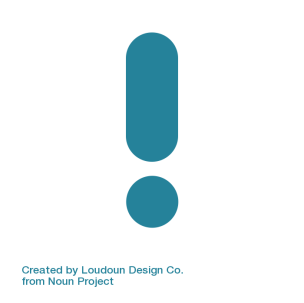 !
Created by Loudoun Design Co.
from Noun Project